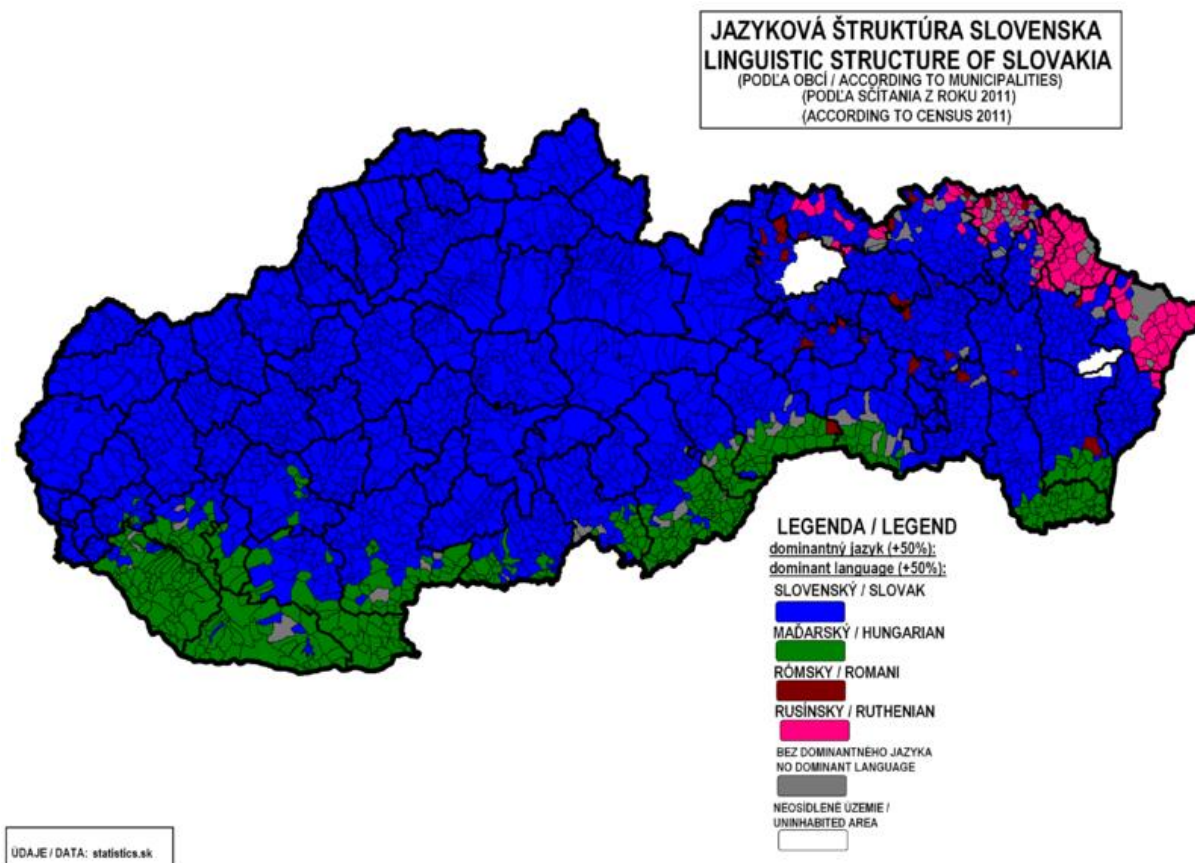 JAZYKOVÁ ŠTRUKTÚRA SLOVENSKA
LINGUISTIC STRUCTURE OF SLOVAKIA
(PODĽA OBCÍ / ACCORDING TO MUNICIPALITIES)
(PODĽA SČÍTANIA Z ROKU 2011)
(ACCORDING TO CENSUS 2011)
LEGENDA / LEGEND
dominantný jazyk (+50%):
dominant language (+50%):
SLOVENSKÝ / SLOVAK
MAĎARSKÝ / HUNGARIAN
RÓMSKY / ROMANI
RUSÍNSKY / RUTHENIAN
BEZ DOMINANTNÉHO JAZYKA
NO DOMINANT LANGUAGE
NEOSÍDLENÉ ÚZEMIE /
UNINHABITED AREA
ÚDAJE / DATA: statistics.sk